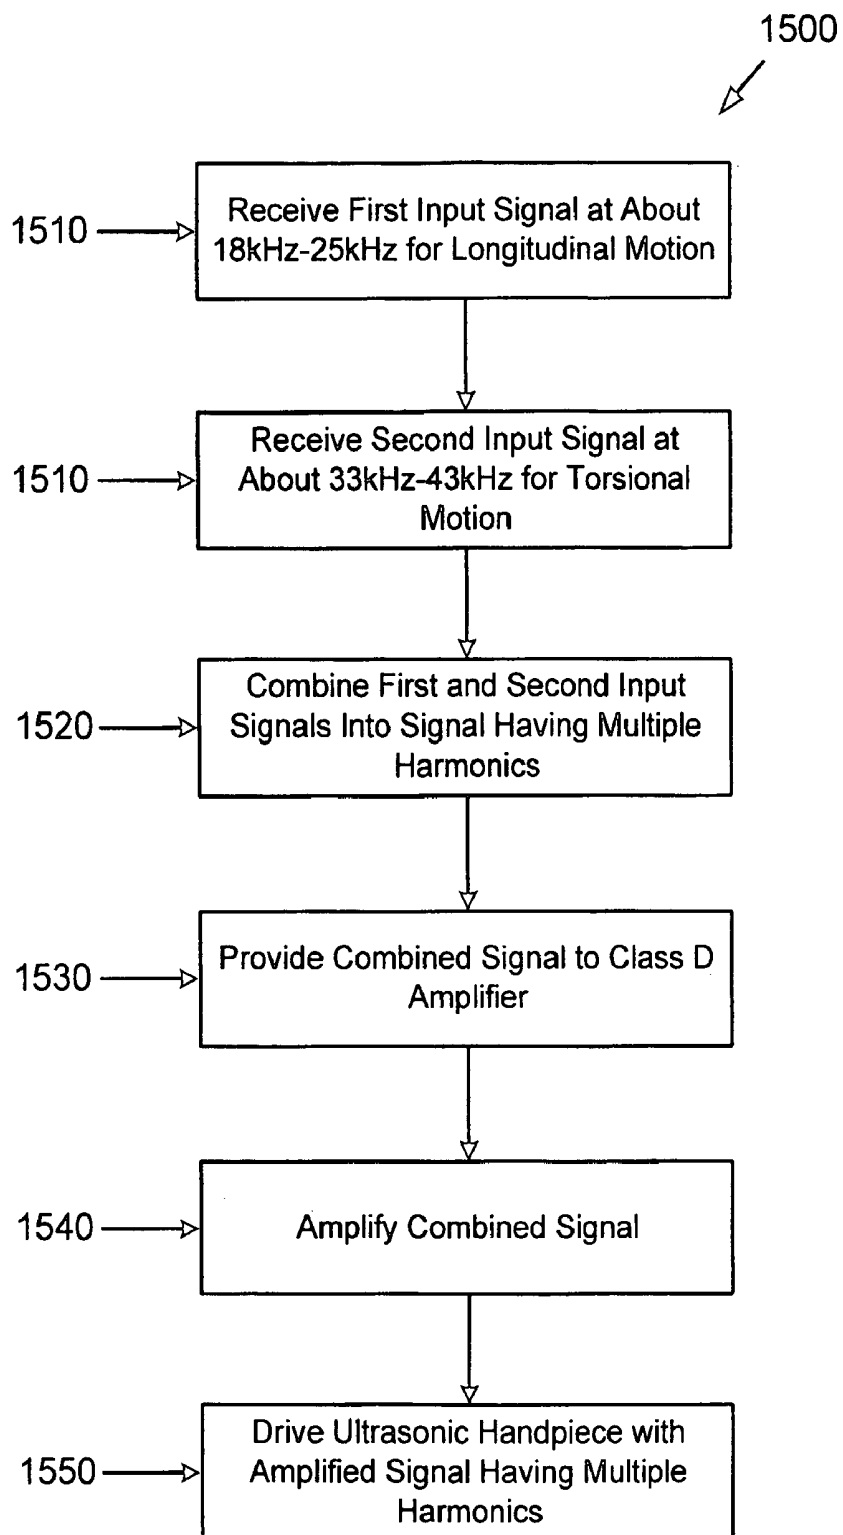 1500
1510
Receive First Input Signal at About
18kHz-25kHz for Longitudinal Motion
1510
Receive Second Input Signal at
About 33kHz-43kHz for Torsional
Motion
1520
Combine First and Second Input
Signals Into Signal Having Multiple
Harmonics
1530
Provide Combined Signal to Class D
Amplifier
1540
Amplify Combined Signal
1550
Drive Ultrasonic Handpiece with
Amplified Signal Having Multiple
Harmonics